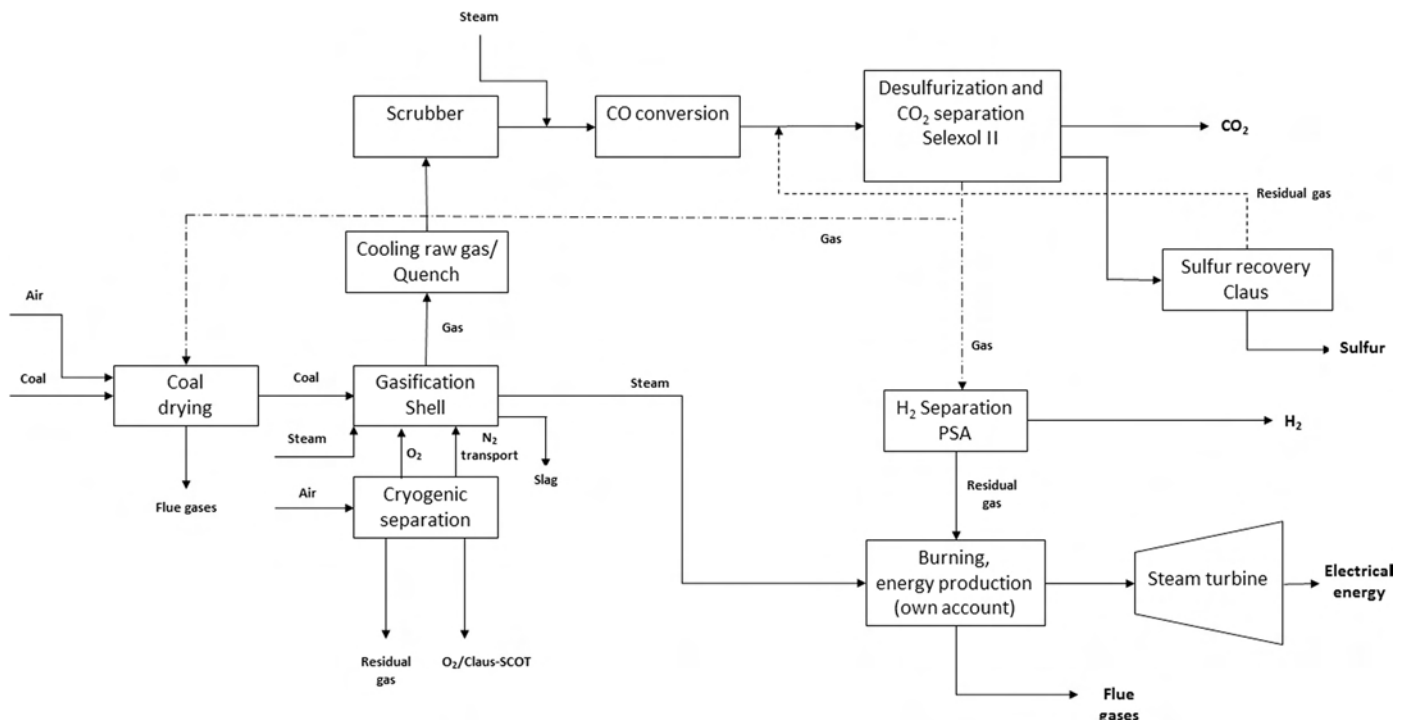 Steam
Scrubber
CO conversion
Desulfurization and
CO₂ separation
Selexol II
CO₂
Residual gas
Gas
Cooling raw gas/
Quench
Sulfur recovery
Claus
Air
Gas
Gas
Sulfur
Coal
Coal
drying
Coal
Gasification
Shell
Steam
H₂ Separation
PSA
H₂
Steam
O₂
N₂
transport
Slag
Flue gases
Air
Cryogenic
separation
Residual
gas
Burning,
energy production
(own account)
Steam turbine
Electrical
energy
Residual
gas
O₂/Claus-SCOT
Flue
gases